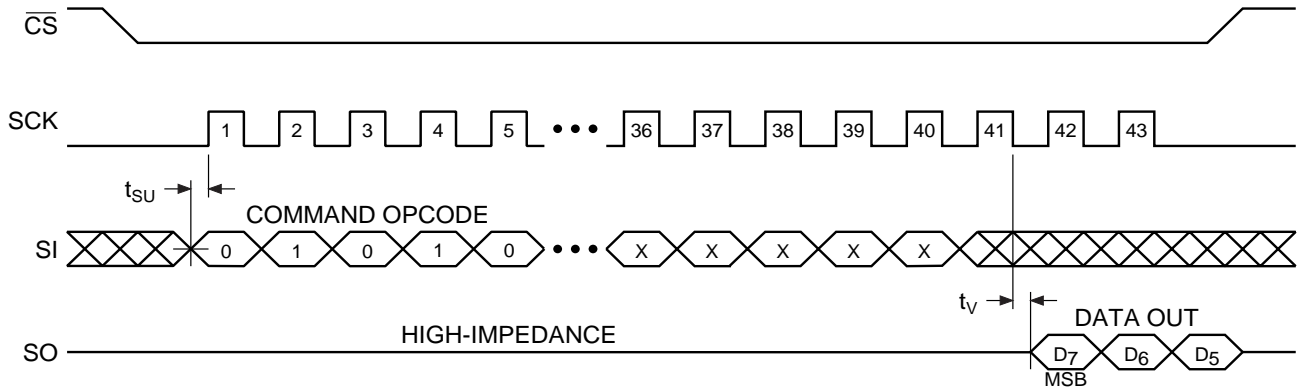 CS
SCK 1 2 3 4 5 ••• 36 37 38 39 40 41 42 43
tSU
COMMAND OPCODE
SI 0 1 0 1 0 ••• X X X X X
tV
HIGH-IMPEDANCE DATA OUT
SO D7 D6 D5
MSB